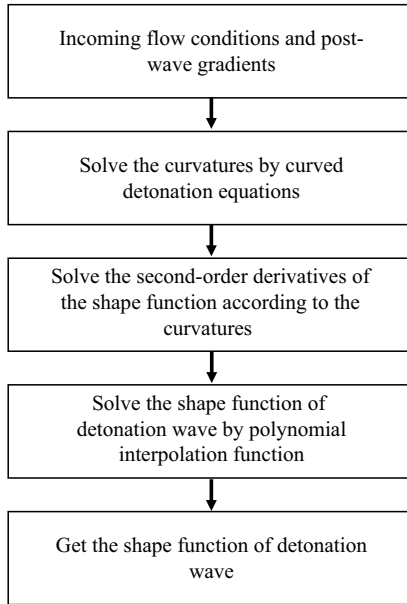 Incoming flow conditions and post-
wave gradients
Solve the curvatures by curved
detonation equations
Solve the second-order derivatives of
the shape function according to the
curvatures
Solve the shape function of
detonation wave by polynomial
interpolation function
Get the shape function of detonation
wave